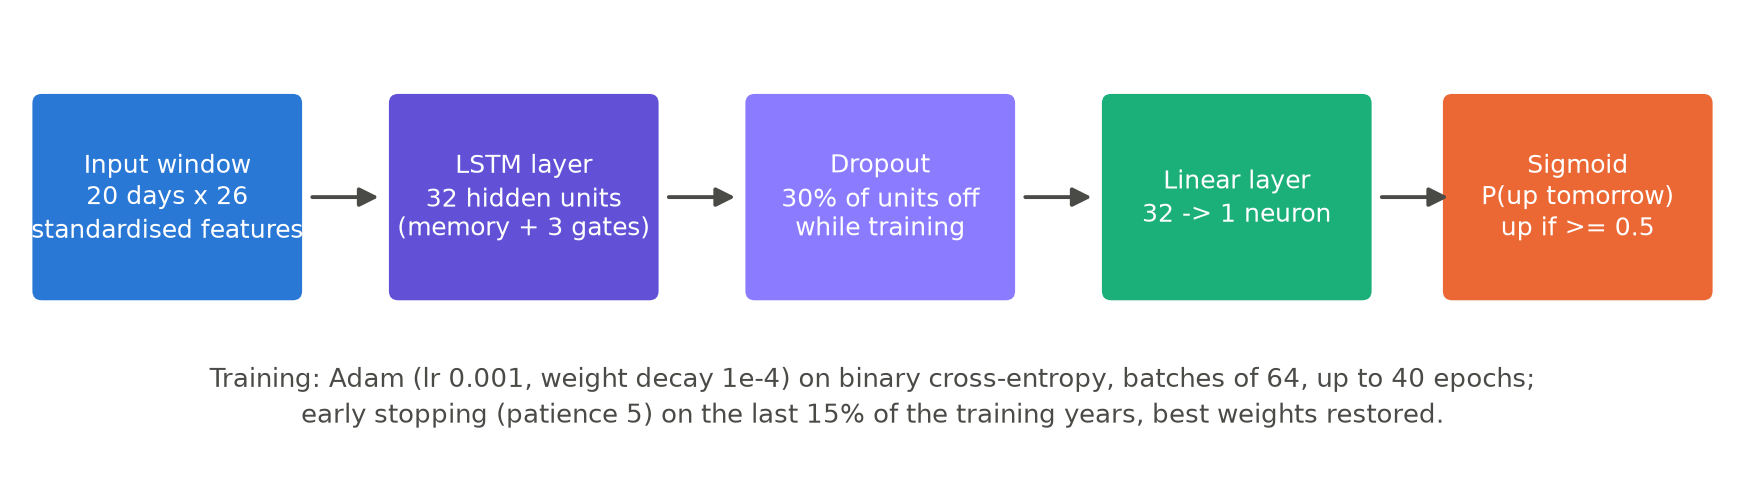 Input window
20 days x 26
standardised features
LSTM layer
32 hidden units
(memory + 3 gates)
Dropout
30% of units off
while training
Linear layer
32 -> 1 neuron
Sigmoid
P(up tomorrow)
up if >= 0.5
Training: Adam (lr 0.001, weight decay 1e-4) on binary cross-entropy, batches of 64, up to 40 epochs;
early stopping (patience 5) on the last 15% of the training years, best weights restored.